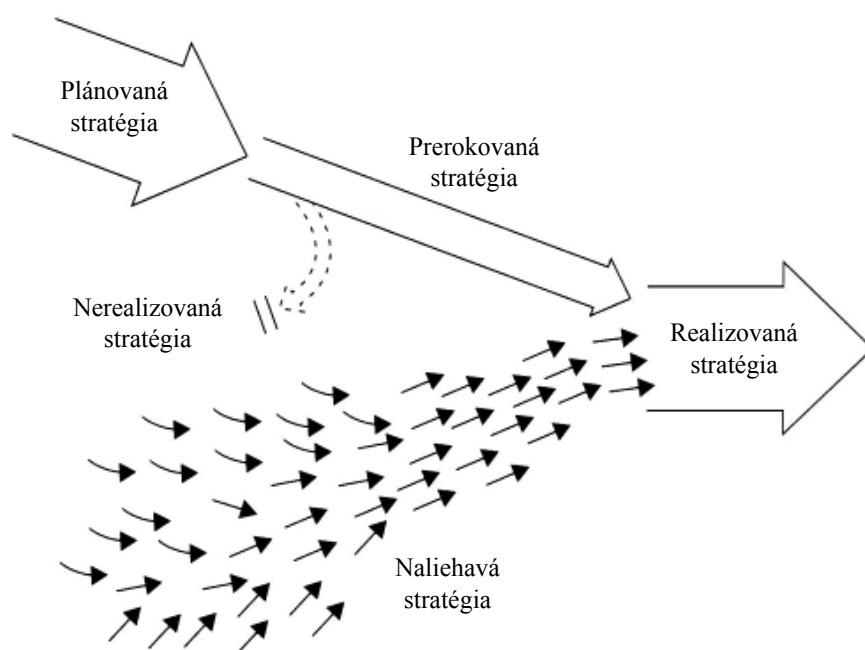 Plánovaná
stratégia
Prerokovaná
stratégia
Nerealizovaná
stratégia
Realizovaná
stratégia
Naliehavá
stratégia